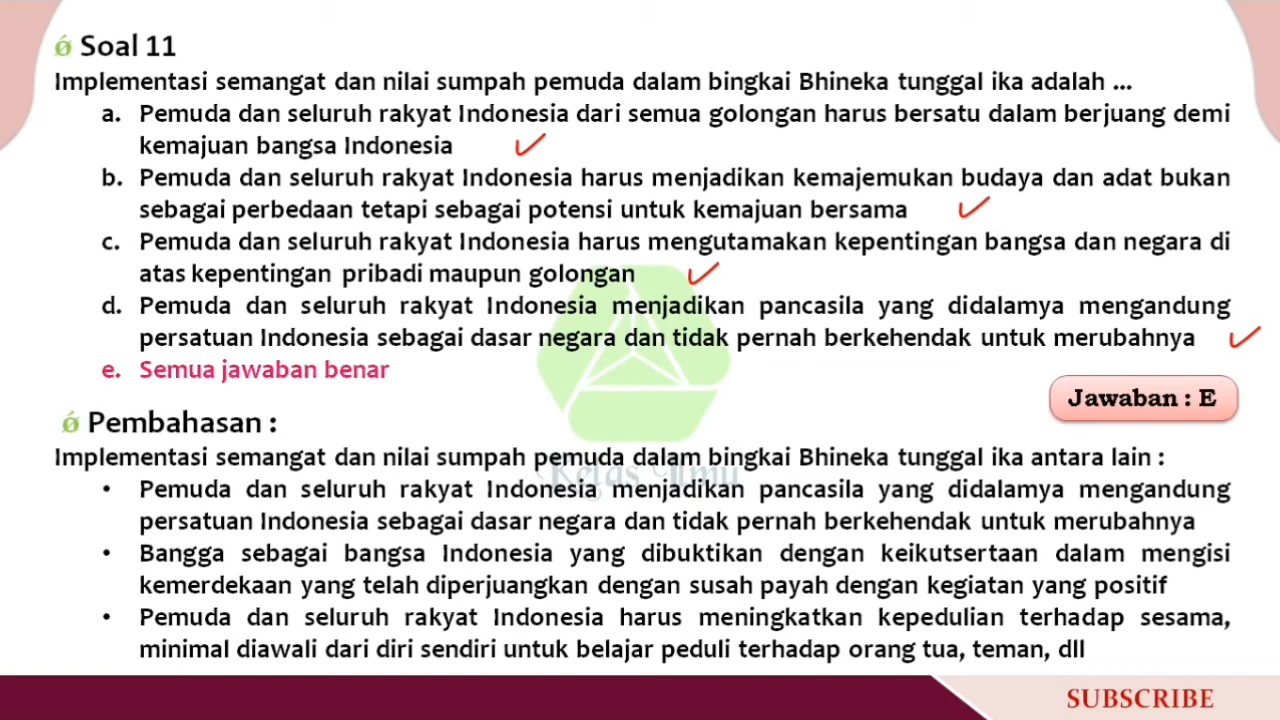 Soal 11
Implementasi semangat dan nilai sumpah pemuda dalam bingkai Bhineka tunggal ika adalah ...
a. Pemuda dan seluruh rakyat Indonesia dari semua golongan harus bersatu dalam berjuang demi
kemajuan bangsa Indonesia
b. Pemuda dan seluruh rakyat Indonesia harus menjadikan kemajemukan budaya dan adat bukan
sebagai perbedaan tetapi sebagai potensi untuk kemajuan bersama
c. Pemuda dan seluruh rakyat Indonesia harus mengutamakan kepentingan bangsa dan negara di
atas kepentingan pribadi maupun golongan
d. Pemuda dan seluruh rakyat Indonesia menjadikan pancasila yang didalamya mengandung
persatuan Indonesia sebagai dasar negara dan tidak pernah berkehendak untuk merubahnya
e. Semua jawaban benar
Jawaban : E
Pembahasan :
Implementasi semangat dan nilai sumpah pemuda dalam bingkai Bhineka tunggal ika antara lain :
Kelas Ilmu
• Pemuda dan seluruh rakyat Indonesia menjadikan pancasila yang didalamya mengandung
persatuan Indonesia sebagai dasar negara dan tidak pernah berkehendak untuk merubahnya
• Bangga sebagai bangsa Indonesia yang dibuktikan dengan keikutsertaan dalam mengisi
kemerdekaan yang telah diperjuangkan dengan susah payah dengan kegiatan yang positif
• Pemuda dan seluruh rakyat Indonesia harus meningkatkan kepedulian terhadap sesama,
minimal diawali dari diri sendiri untuk belajar peduli terhadap orang tua, teman, dll
SUBSCRIBE